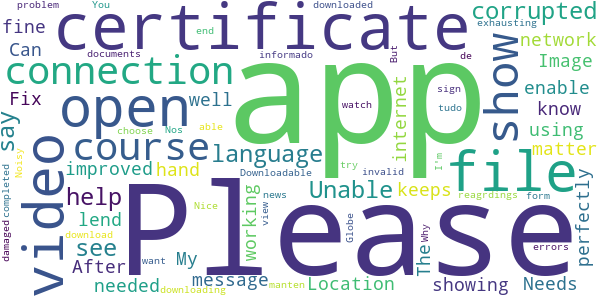 problem You downloaded
certificate corrupted
fine end exhausting
Can documents informado But de network
connection app show Image
Fix open well watch sign enable
say choose Nos tudo know
video course language internet using
completed Noisy able try I'm matter
improved hand Downloadable invalid file
help Please Unable keeps reagrdings form
damaged lend working news view Globe Why perfectly
see My Nice The errors
After want message Location showing Needs
needed download downloading manten